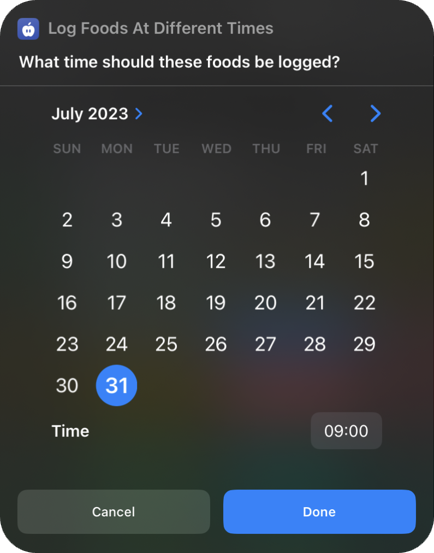 Log Foods At Different Times
What time should these foods be logged?
July 2023
SUN MON TUE WED THU FRI SAT
1
2 3 4 5 6 7 8
9 10 11 12 13 14 15
16 17 18 19 20 21 22
23 24 25 26 27 28 29
30 31
Time 09:00
Cancel Done